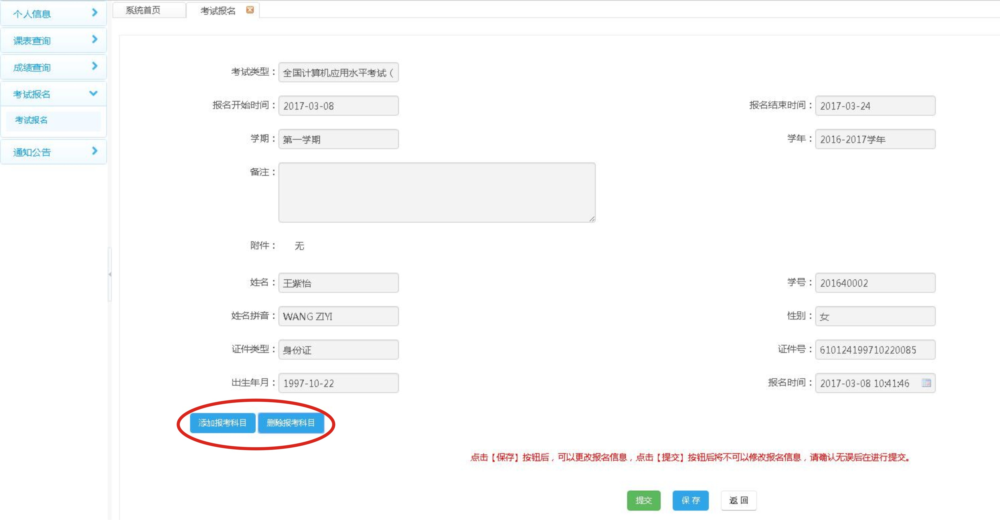 个人信息
课表查询
成绩查询
考试报名
考试报名
通知公告
系统首页 考试报名
考试类型： 全国计算机应用水平考试（
报名开始时间： 2017-03-08 报名结束时间： 2017-03-24
学期： 第一学期 学年： 2016-2017学年
备注：
附件： 无
姓名： 王紫怡 学号： 201640002
姓名拼音： WANG ZIYI 性别： 女
证件类型： 身份证 证件号： 610124199710220085
出生年月： 1997-10-22 报名时间： 2017-03-08 10:41:46
添加报考科目 删除报考科目
点击【保存】按钮后，可以更改报名信息，点击【提交】按钮后将不可以修改报名信息，请确认无误后在进行提交。
提交 保存 返回